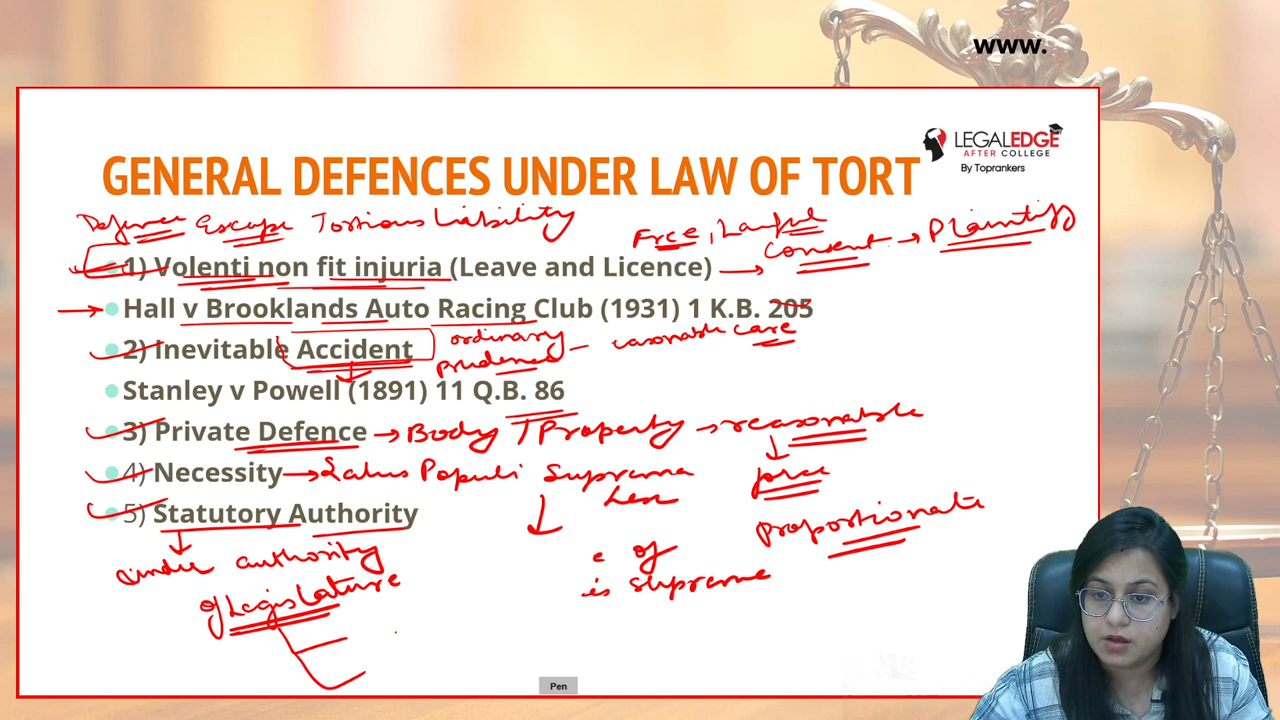 www.
LEGALEDGE
AFTER COLLEGE
By Toprankers
GENERAL DEFENCES UNDER LAW OF TORT
Defence Escape Tortious Liability
Free, Lawful
consent → Plaintiff
1) Volenti non fit injuria (Leave and Licence) →
Hall v Brooklands Auto Racing Club (1931) 1 K.B. 205
2) Inevitable Accident
ordinary prudence – reasonable care
Stanley v Powell (1891) 11 Q.B. 86
3) Private Defence → Body Property → reasonable
4) Necessity → Salus Populi Suprema Lex
force
proportionate
5) Statutory Authority
under authority
of Legislature
e of
is supreme
Pen